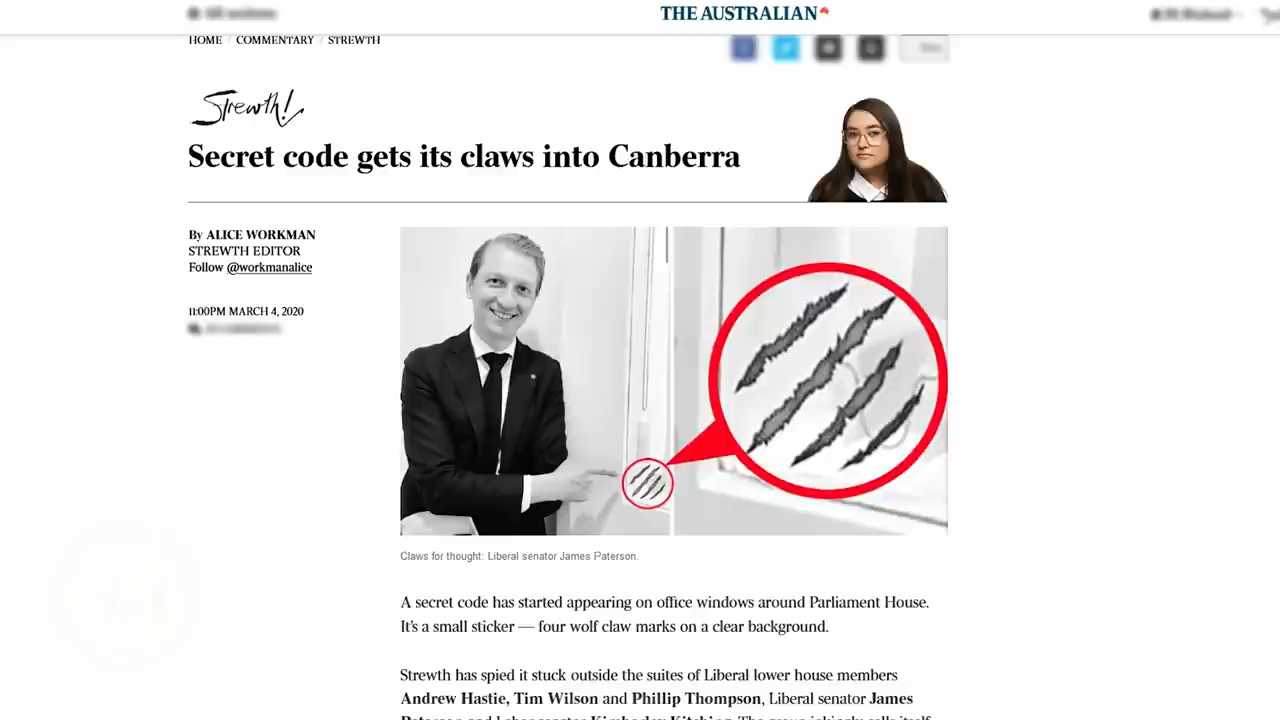 THE AUSTRALIAN
HOME / COMMENTARY / STREWTH
Strewth!
Secret code gets its claws into Canberra
By ALICE WORKMAN
STREWTH EDITOR
Follow @workmanalice
11:00PM MARCH 4, 2020
Claws for thought: Liberal senator James Paterson.
A secret code has started appearing on office windows around Parliament House.
It's a small sticker — four wolf claw marks on a clear background.
Strewth has spied it stuck outside the suites of Liberal lower house members
Andrew Hastie, Tim Wilson and Phillip Thompson, Liberal senator James
Paterson and Labor senator Kimberley Kitching. The group jokingly calls itself